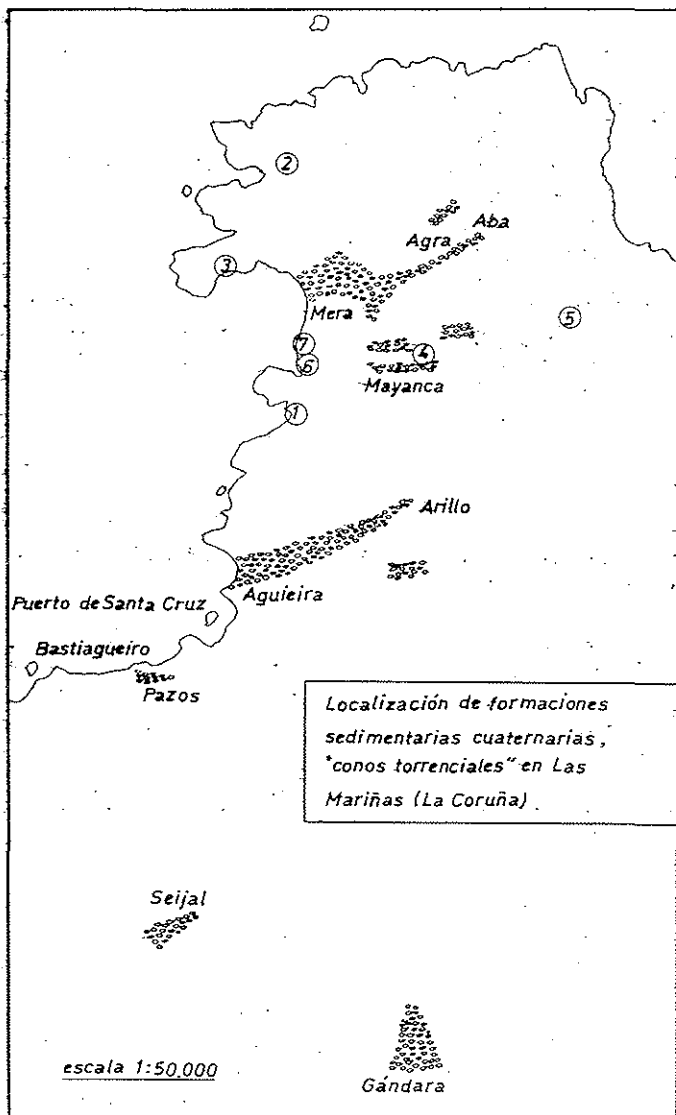 2
Aba
Agra
3
Mera
5
7
4
6
Mayanca
1
Arillo
Aguieira
Puerto de Santa Cruz
Bastiagueiro
Pazos
Localización de formaciones
sedimentarias cuaternarias,
"conos torrenciales" en Las
Mariñas (La Coruña)
Seijal
escala 1:50.000
Gándara